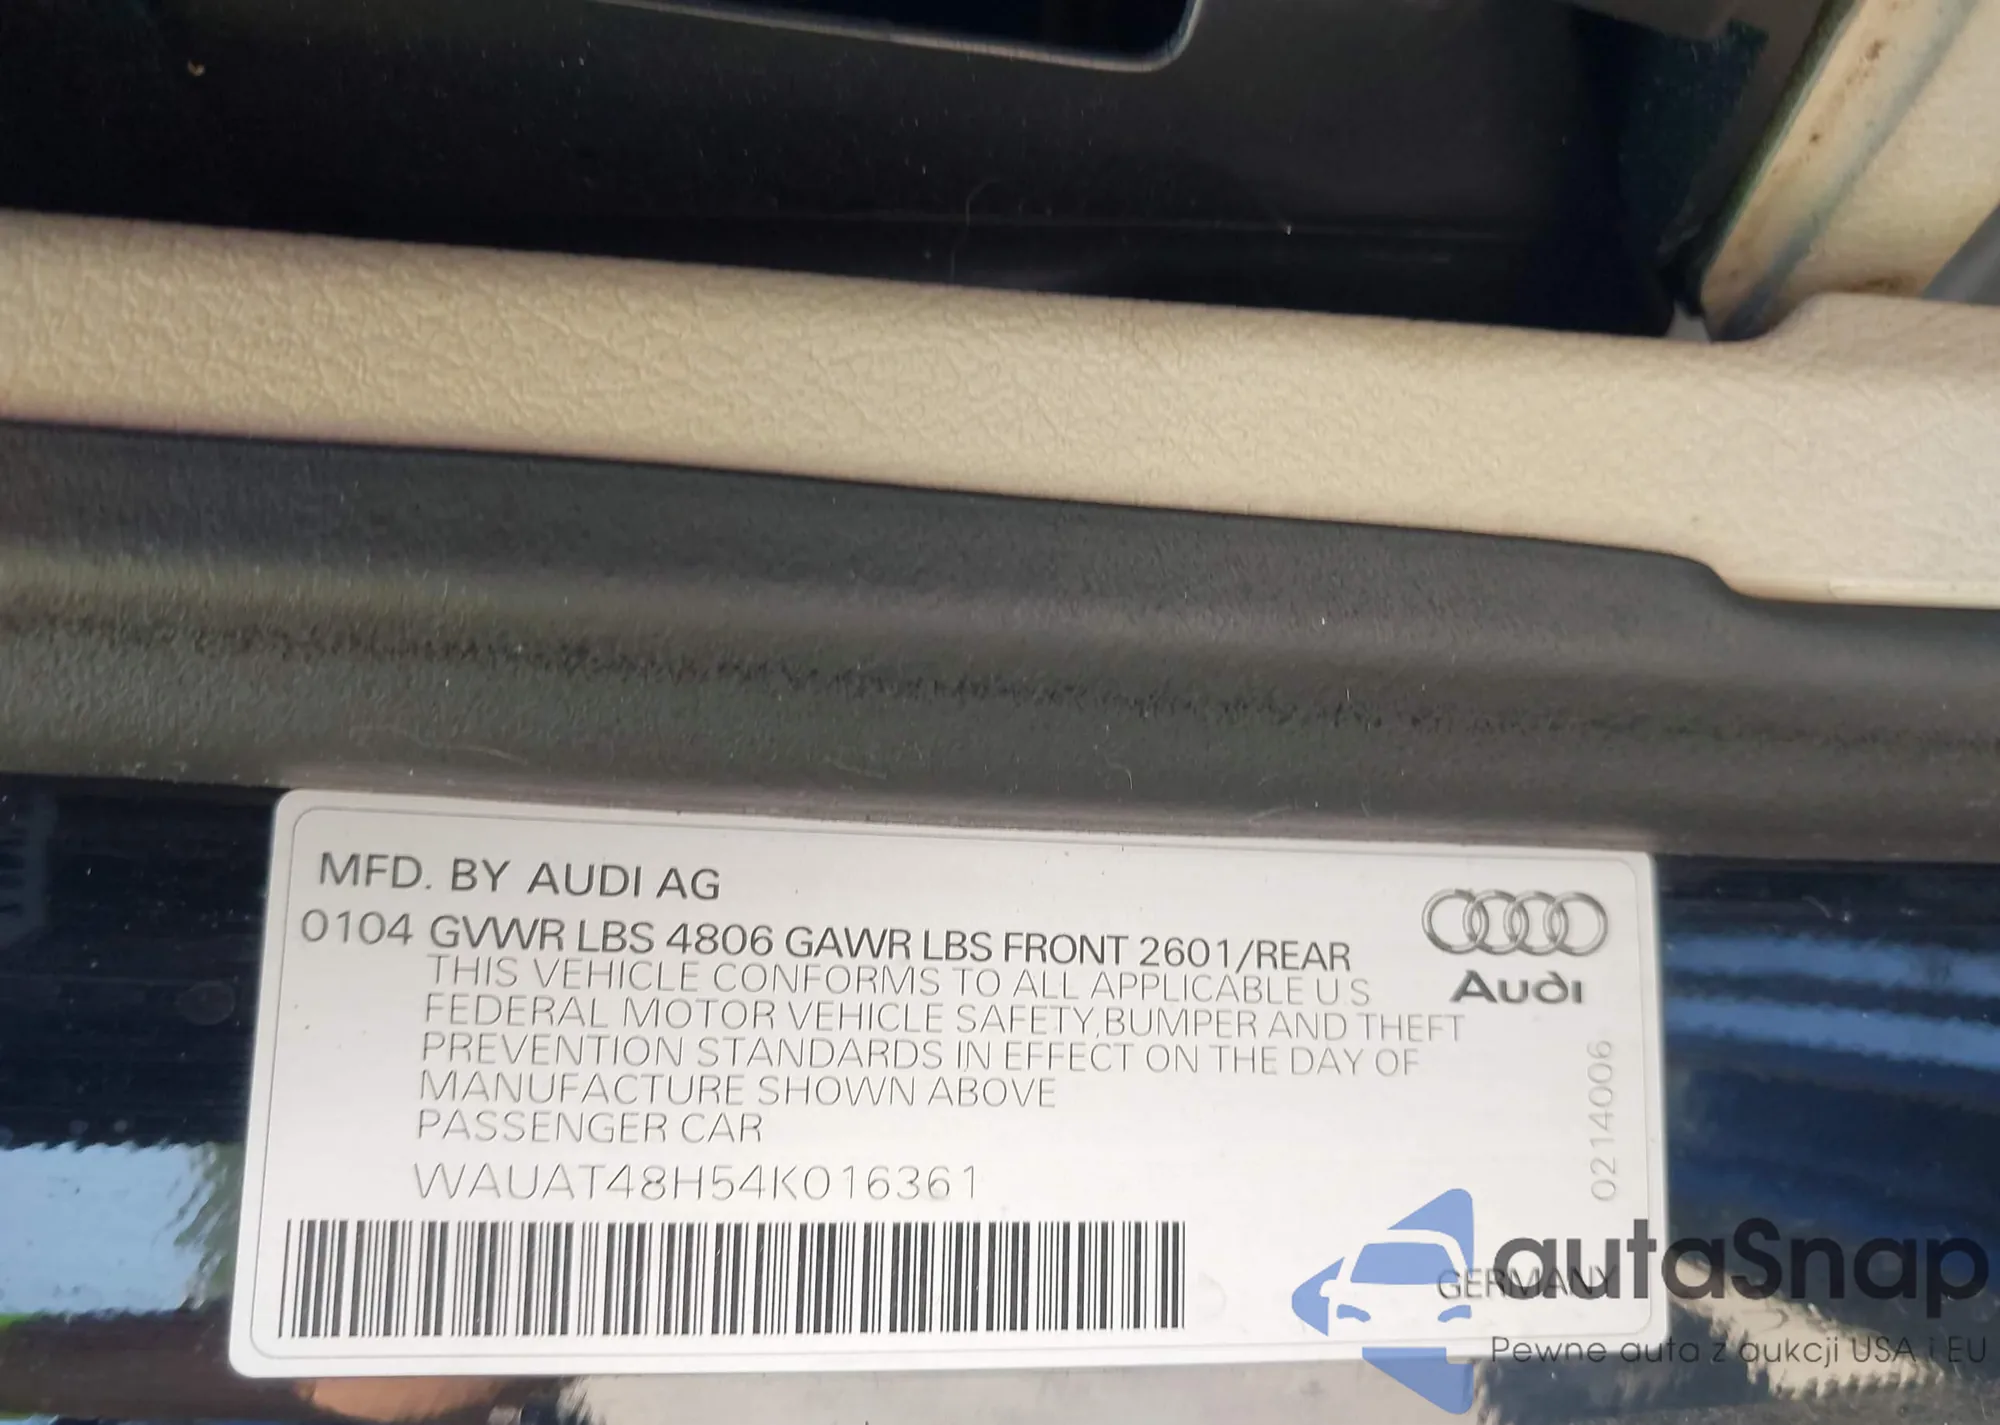 MFD. BY AUDI AG
0104 GVWR LBS 4806 GAWR LBS FRONT 2601/REAR
THIS VEHICLE CONFORMS TO ALL APPLICABLE U S
FEDERAL MOTOR VEHICLE SAFETY,BUMPER AND THEFT
PREVENTION STANDARDS IN EFFECT ON THE DAY OF
MANUFACTURE SHOWN ABOVE
PASSENGER CAR
WAUAT48H54K016361
Audi
0214006
GERMANY
autaSnap
Pewne auta z aukcji USA i EU